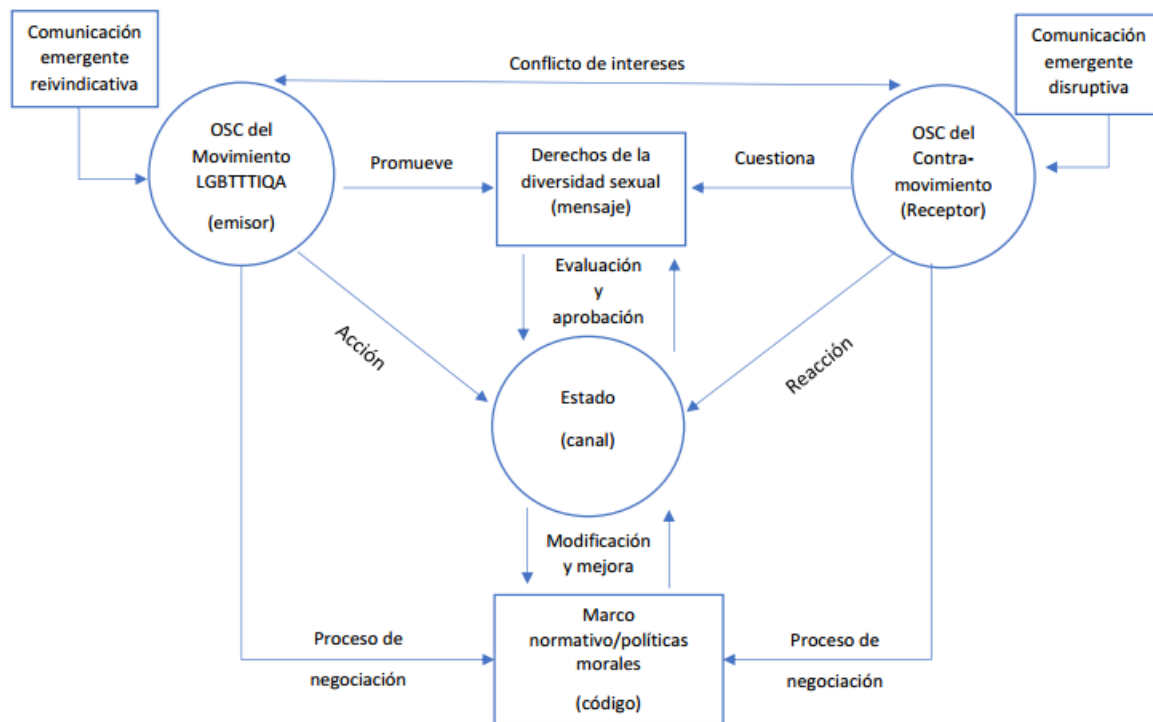 Comunicación
emergente
reivindicativa
Conflicto de intereses
Comunicación
emergente
disruptiva
OSC del
Movimiento
LGBTTTIQA
(emisor)
Promueve
Derechos de la
diversidad sexual
(mensaje)
Cuestiona
OSC del
Contra-
movimiento
(Receptor)
Evaluación
y
aprobación
Acción
Reacción
Estado
(canal)
Modificación
y mejora
Proceso de
negociación
Marco
normativo/políticas
morales
(código)
Proceso de
negociación